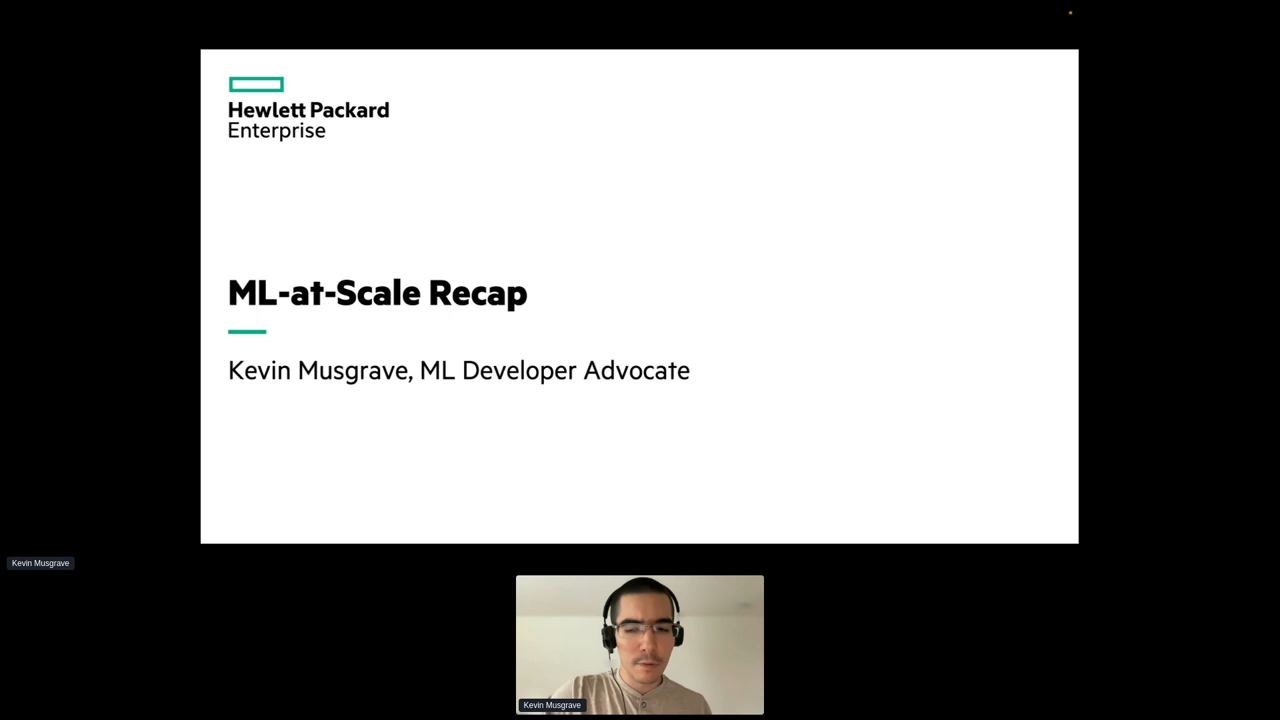 Hewlett Packard
Enterprise
ML-at-Scale Recap
Kevin Musgrave, ML Developer Advocate
Kevin Musgrave
Kevin Musgrave